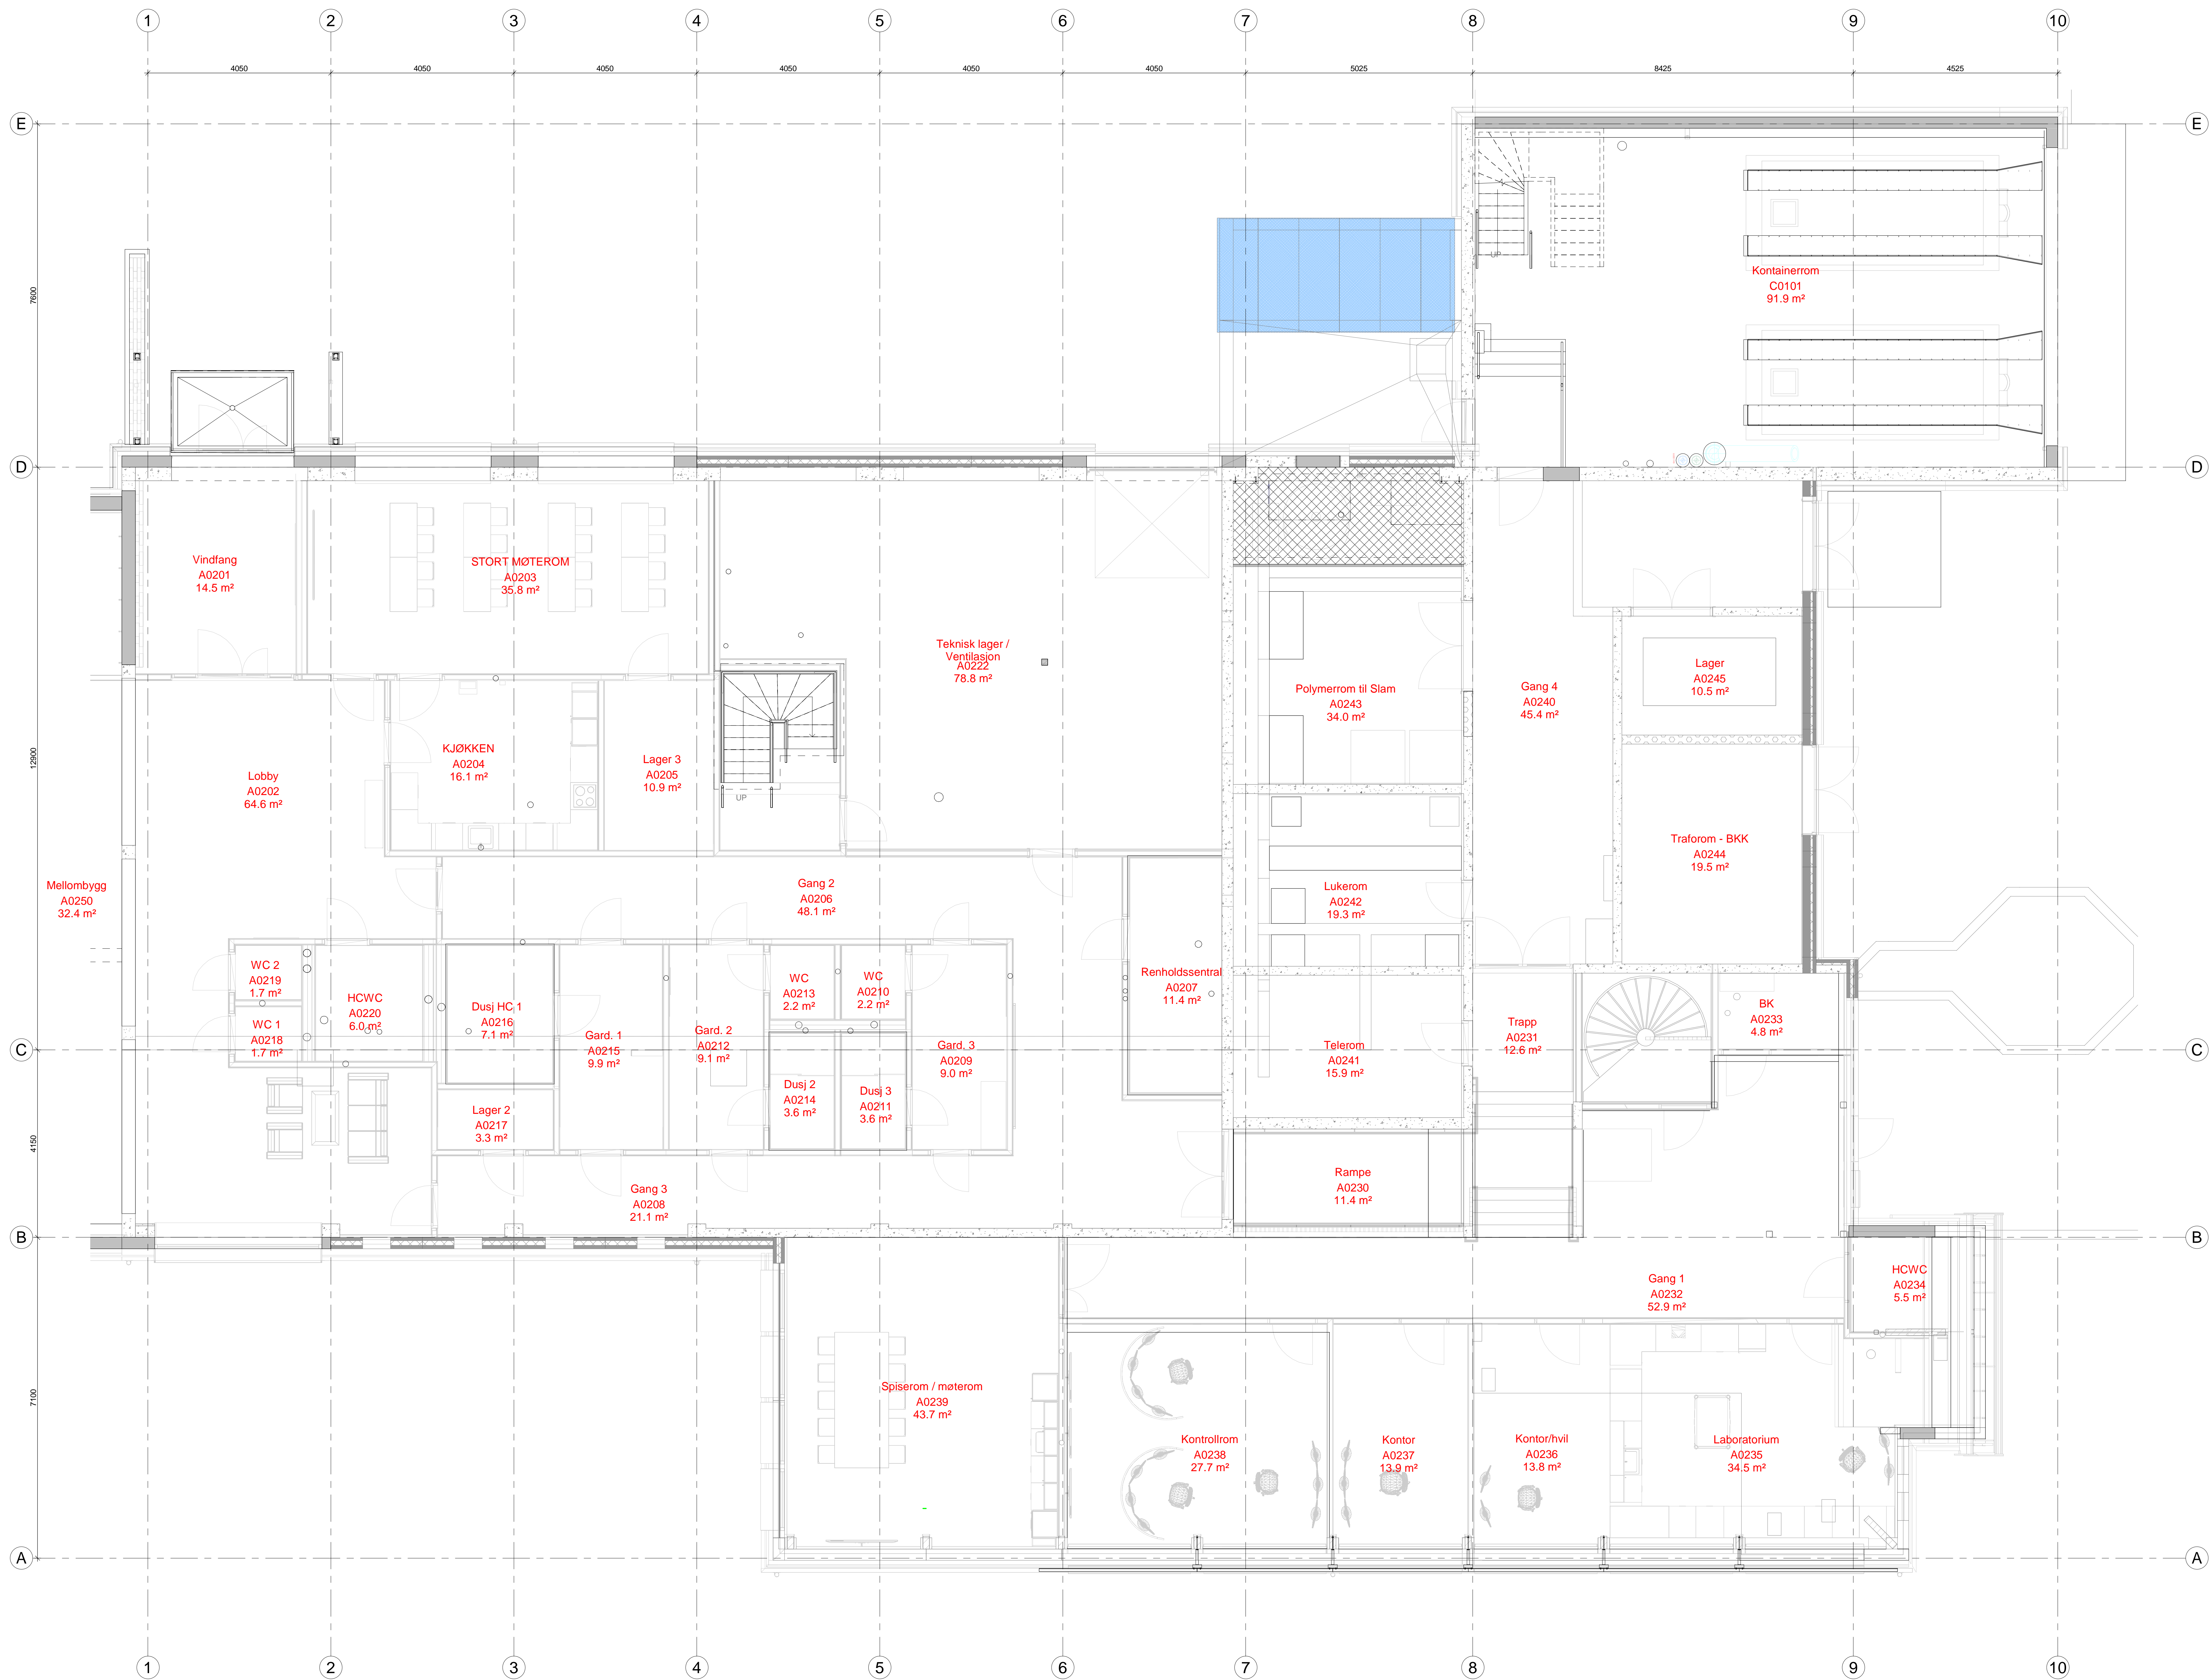 1 2 3 4 5 6 7 8 9 10
4050 4050 4050 4050 4050 4050 5025 8425 4525
E E
7600
UP
Kontainerrom
C0101
91.9 m²
D D
Vindfang
A0201
14.5 m²
STORT MØTEROM
A0203
35.8 m²
Teknisk lager /
Ventilasjon
A0222
78.8 m²
Polymerrom til Slam
A0243
34.0 m²
Gang 4
A0240
45.4 m²
Lager
A0245
10.5 m²
12900
Lobby
A0202
64.6 m²
KJØKKEN
A0204
16.1 m²
Lager 3
A0205
10.9 m²
UP
Traforom - BKK
A0244
19.5 m²
Mellombygg
A0250
32.4 m²
Gang 2
A0206
48.1 m²
Lukerom
A0242
19.3 m²
WC 2
A0219
1.7 m²
HCWC
A0220
6.0 m²
WC 1
A0218
1.7 m²
Dusj HC 1
A0216
7.1 m²
Gard. 1
A0215
9.9 m²
Gard. 2
A0212
9.1 m²
WC
A0213
2.2 m²
WC
A0210
2.2 m²
Gard. 3
A0209
9.0 m²
Renholdssentral
A0207
11.4 m²
Telerom
A0241
15.9 m²
Trapp
A0231
12.6 m²
BK
A0233
4.8 m²
C C
Dusj 2
A0214
3.6 m²
Dusj 3
A0211
3.6 m²
Lager 2
A0217
3.3 m²
4150
Gang 3
A0208
21.1 m²
Rampe
A0230
11.4 m²
B B
Gang 1
A0232
52.9 m²
HCWC
A0234
5.5 m²
7100
Spiserom / møterom
A0239
43.7 m²
Kontrollrom
A0238
27.7 m²
Kontor
A0237
13.9 m²
Kontor/hvil
A0236
13.8 m²
Laboratorium
A0235
34.5 m²
A A
1 2 3 4 5 6 7 8 9 10